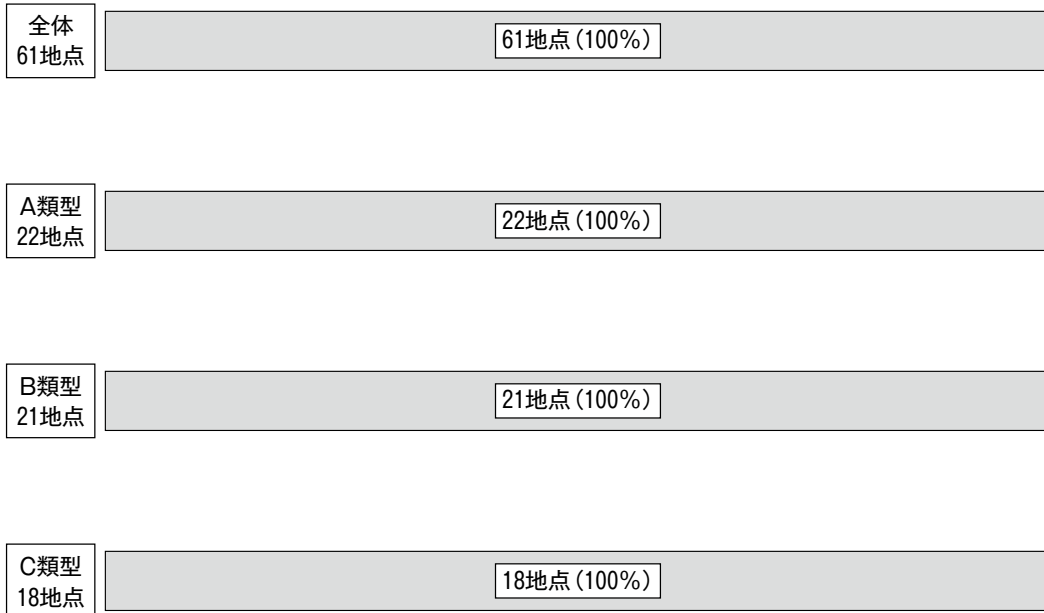 全体
61地点
61地点(100%)
A類型
22地点
22地点(100%)
B類型
21地点
21地点(100%)
C類型
18地点
18地点(100%)